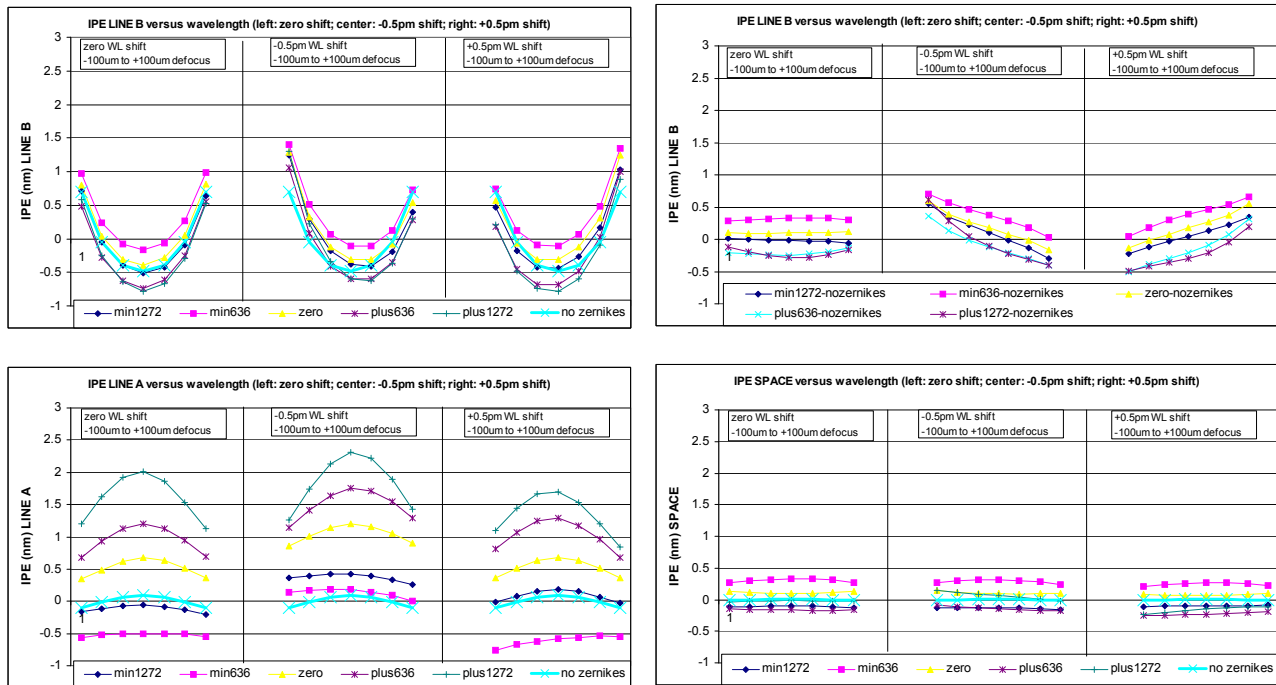 IPE LINE B versus wavelength (left: zero shift; center: -0.5pm shift; right: +0.5pm shift)
zero WL shift
-100um to +100um defocus
-0.5pm WL shift
-100um to +100um defocus
+0.5pm WL shift
-100um to +100um defocus
IPE (nm) LINE B
3
2.5
2
1.5
1
0.5
0
-0.5
-1
1
min1272
min636
zero
plus636
plus1272
no zernikes
IPE LINE B versus wavelength (left: zero shift; center: -0.5pm shift; right: +0.5pm shift)
zero WL shift
-100um to +100um defocus
-0.5pm WL shift
-100um to +100um defocus
+0.5pm WL shift
-100um to +100um defocus
IPE (nm) LINE B
3
2.5
2
1.5
1
0.5
0
-0.5
-1
1
min1272-nozernikes
min636-nozernikes
zero-nozernikes
plus636-nozernikes
plus1272-nozernikes
IPE LINE A versus wavelength (left: zero shift; center: -0.5pm shift; right: +0.5pm shift)
zero WL shift
-100um to +100um defocus
-0.5pm WL shift
-100um to +100um defocus
+0.5pm WL shift
-100um to +100um defocus
IPE (nm) LINE A
3
2.5
2
1.5
1
0.5
0
-0.5
-1
1
min1272
min636
zero
plus636
plus1272
no zernikes
IPE SPACE versus wavelength (left: zero shift; center: -0.5pm shift; right: +0.5pm shift)
zero WL shift
-100um to +100um defocus
-0.5pm WL shift
-100um to +100um defocus
+0.5pm WL shift
-100um to +100um defocus
IPE (nm) SPACE
3
2.5
2
1.5
1
0.5
0
-0.5
-1
1
min1272
min636
zero
plus636
plus1272
no zernikes